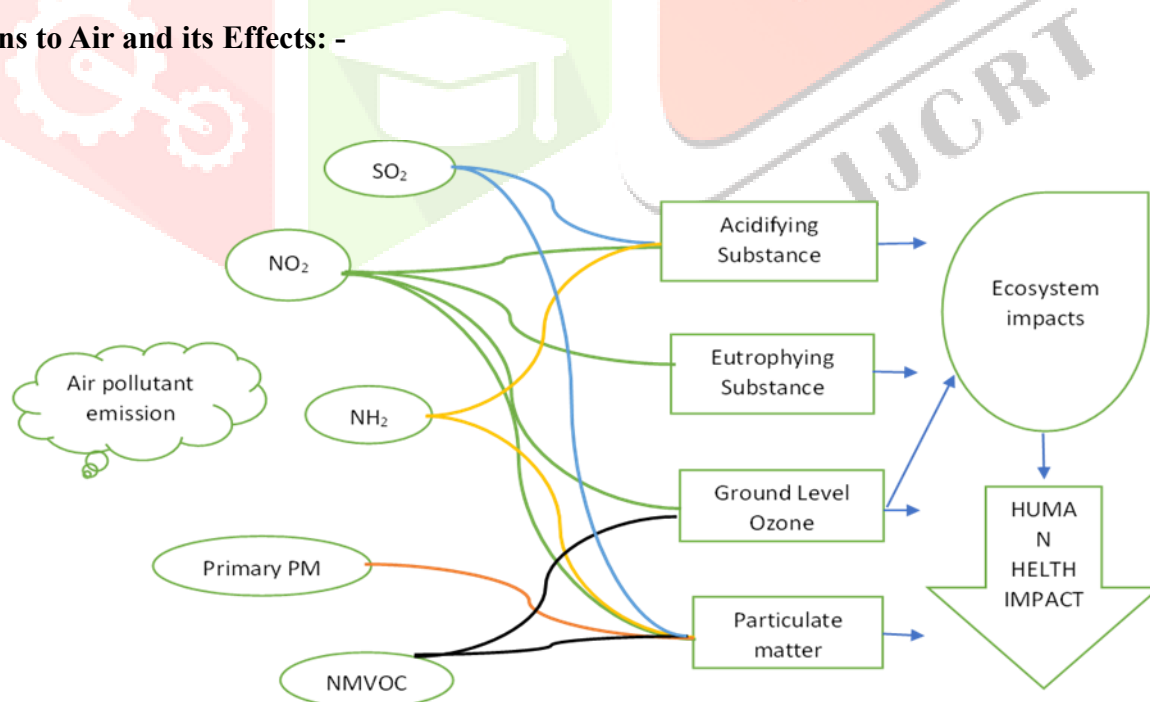 ns to Air and its Effects: -
IJCRT
SO₂
NO₂
Air pollutant
emission
NH₂
Primary PM
NMVOC
Acidifying
Substance
Eutrophying
Substance
Ground Level
Ozone
Particulate
matter
Ecosystem
impacts
HUMA
N
HELTH
IMPACT